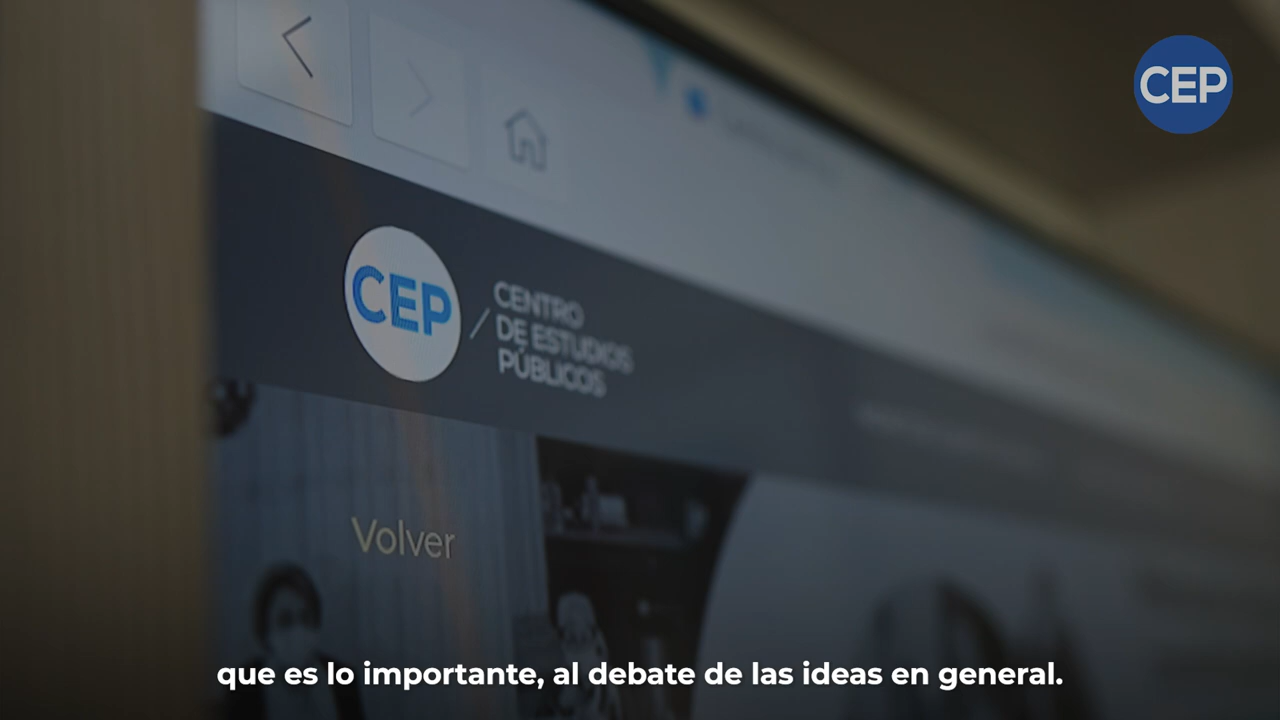 CEP
CEP
CENTRO
DE ESTUDIOS
PÚBLICOS
Volver
que es lo importante, al debate de las ideas en general.